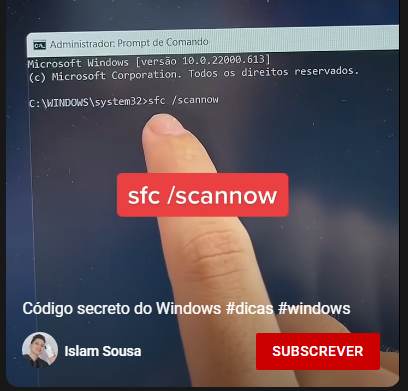 Administrador: Prompt de Comando
Microsoft Windows [versão 10.0.22000.613]
(c) Microsoft Corporation. Todos os direitos reservados.
C:\WINDOWS\system32>sfc /scannow
sfc /scannow
Código secreto do Windows #dicas #windows
Islam Sousa
SUBSCREVER